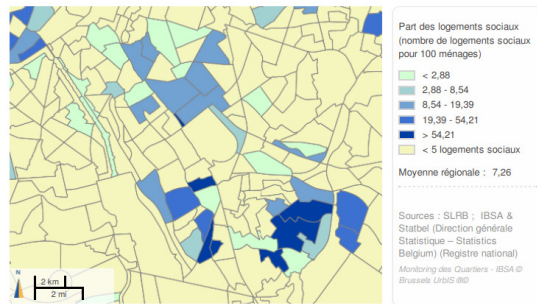 Part des logements sociaux
(nombre de logements sociaux
pour 100 ménages)
< 2,88
2,88 - 8,54
8,54 - 19,39
19,39 - 54,21
> 54,21
< 5 logements sociaux
Moyenne régionale : 7,26
Sources : SLRB ; IBSA &
Statbel (Direction générale
Statistique – Statistics
Belgium) (Registre national)
Monitoring des Quartiers - IBSA ©
Brussels UrbIS ®©
N
2 km
2 mi